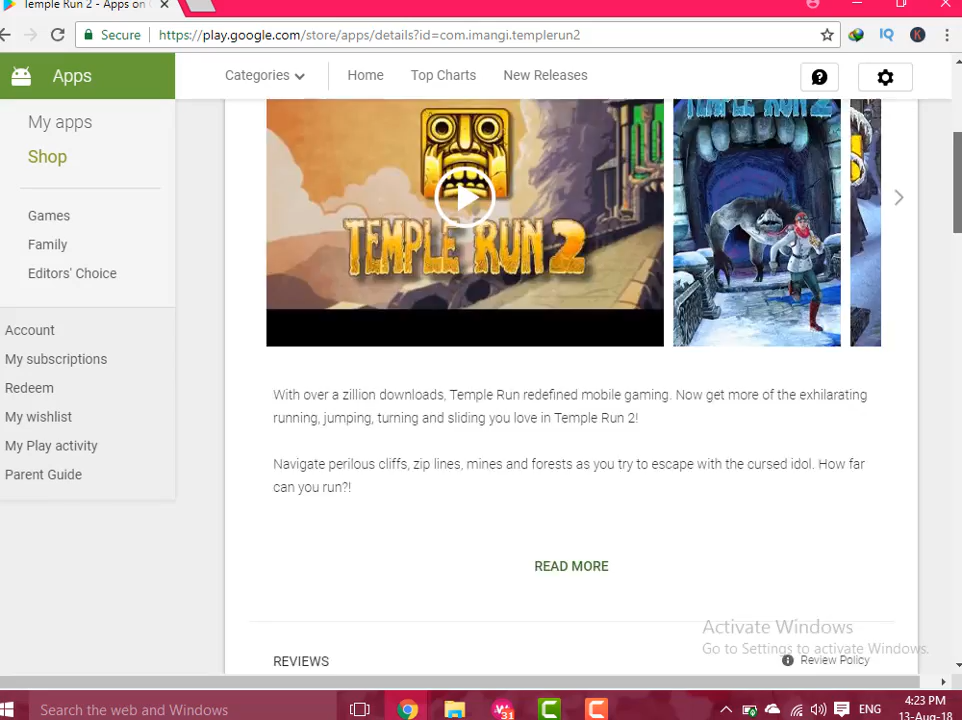 Temple Run 2 - Apps on G
Secure
https://play.google.com/store/apps/details?id=com.imangi.templerun2
IQ
K
Apps
Categories
Home
Top Charts
New Releases
My apps
Shop
Games
Family
Editors' Choice
Account
My subscriptions
Redeem
My wishlist
My Play activity
Parent Guide
TEMPLE RUN 2
TEMPLE RUN 2
With over a zillion downloads, Temple Run redefined mobile gaming. Now get more of the exhilarating
running, jumping, turning and sliding you love in Temple Run 2!
Navigate perilous cliffs, zip lines, mines and forests as you try to escape with the cursed idol. How far
can you run?!
READ MORE
Activate Windows
Go to Settings to activate Windows.
REVIEWS
Review Policy
Search the web and Windows
31
ENG
4:23 PM
13-Aug-18